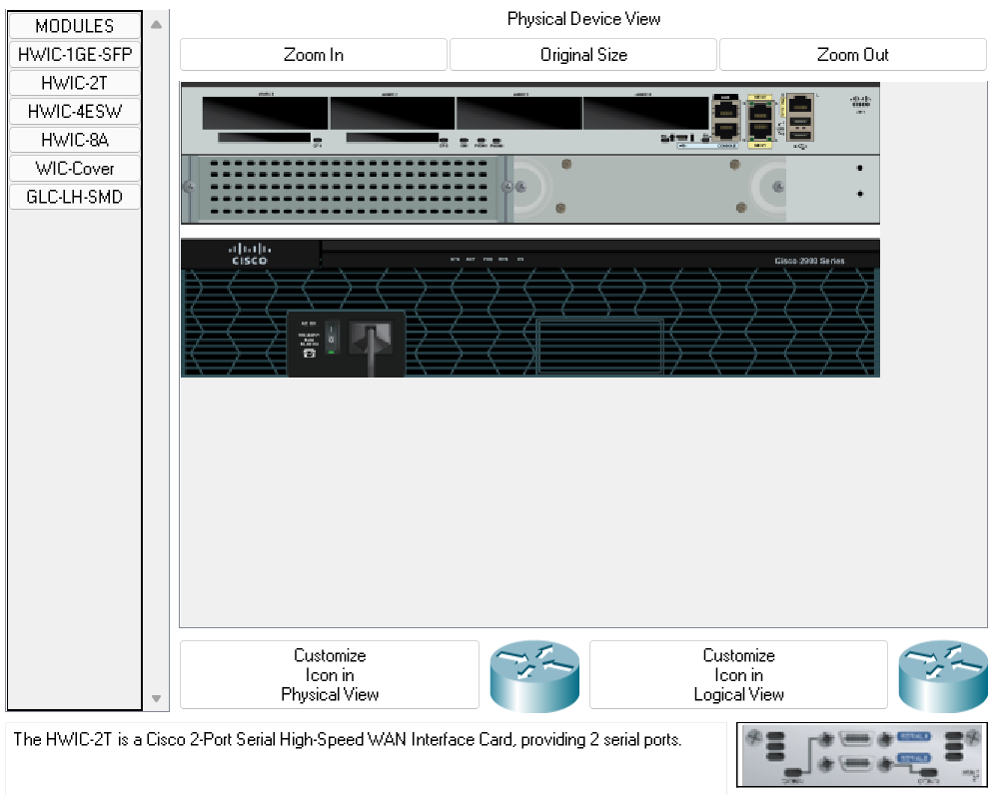 MODULES
HWIC-1GE-SFP
HWIC-2T
HWIC-4ESW
HWIC-8A
WIC-Cover
GLC-LH-SMD
Physical Device View
Zoom In
Original Size
Zoom Out
CISCO
Cisco 2900 Series
Customize
Icon in
Physical View
Customize
Icon in
Logical View
The HWIC-2T is a Cisco 2-Port Serial High-Speed WAN Interface Card, providing 2 serial ports.